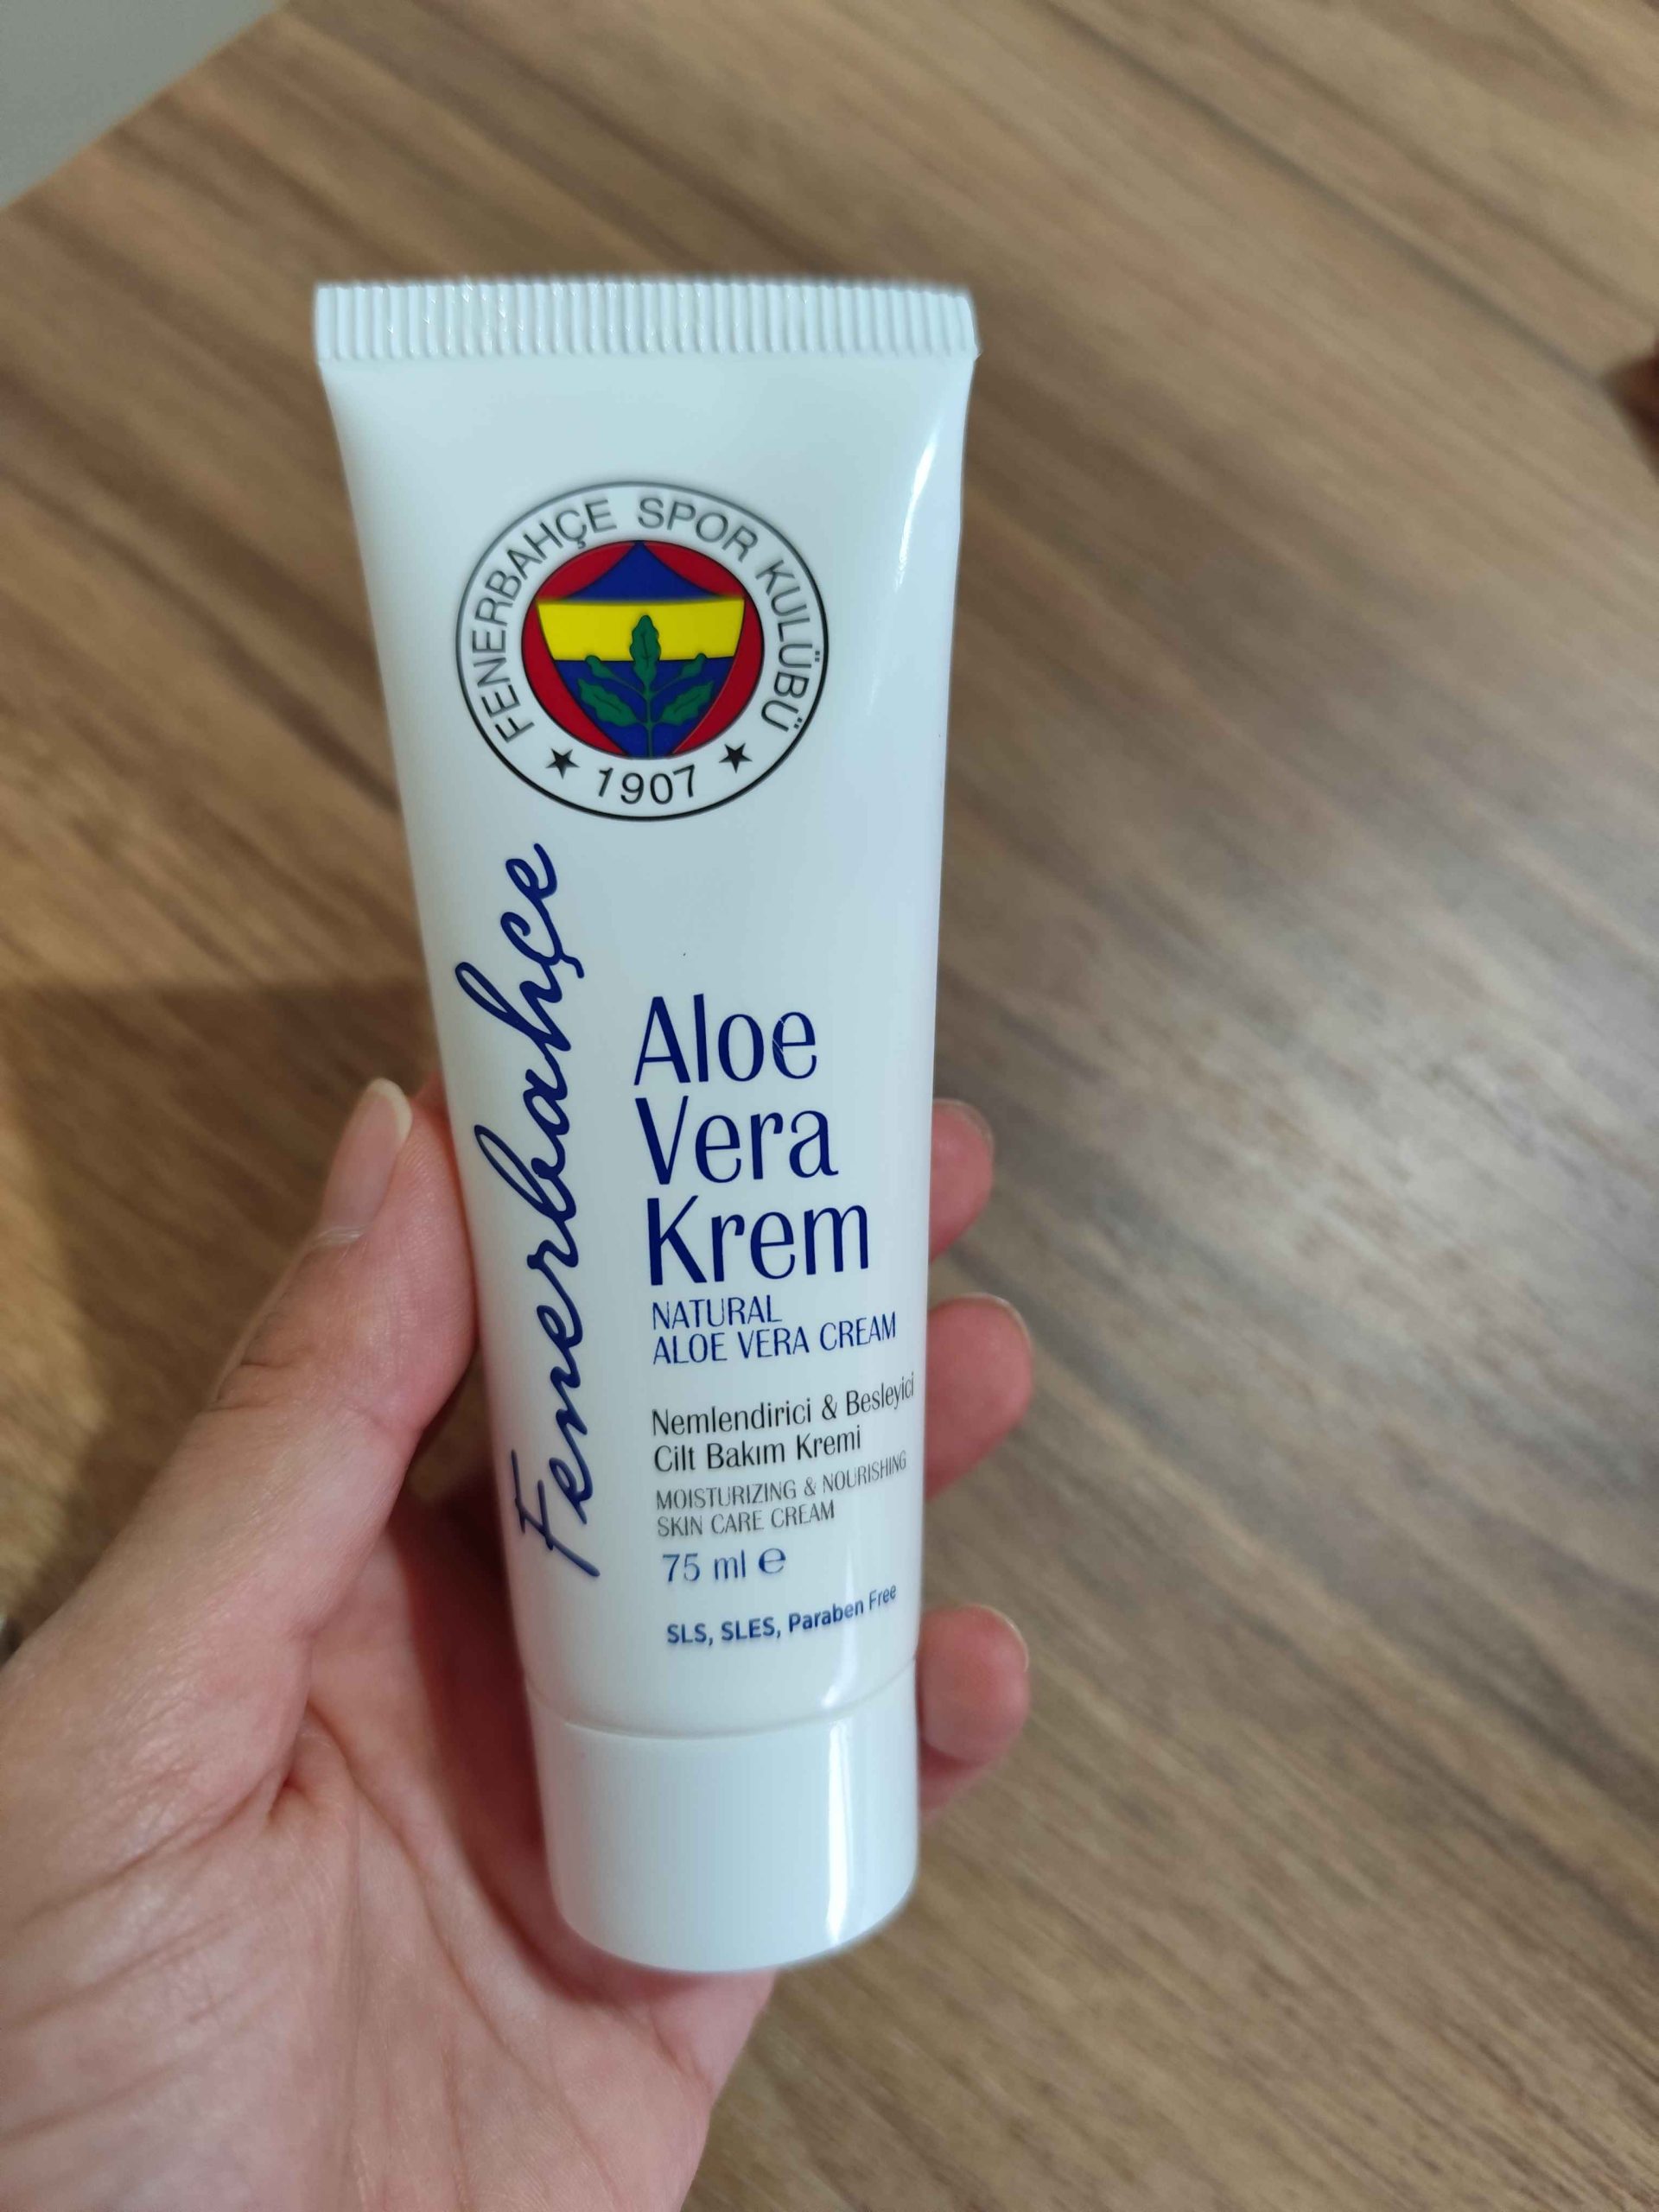 FENERBAHÇE SPOR KULÜBÜ
1907
Fenerbahçe
Aloe
Vera
Krem
NATURAL
ALOE VERA CREAM
Nemlendirici & Besleyici
Cilt Bakım Kremi
MOISTURIZING & NOURISHING
SKIN CARE CREAM
75 ml ℮
SLS, SLES, Paraben Free